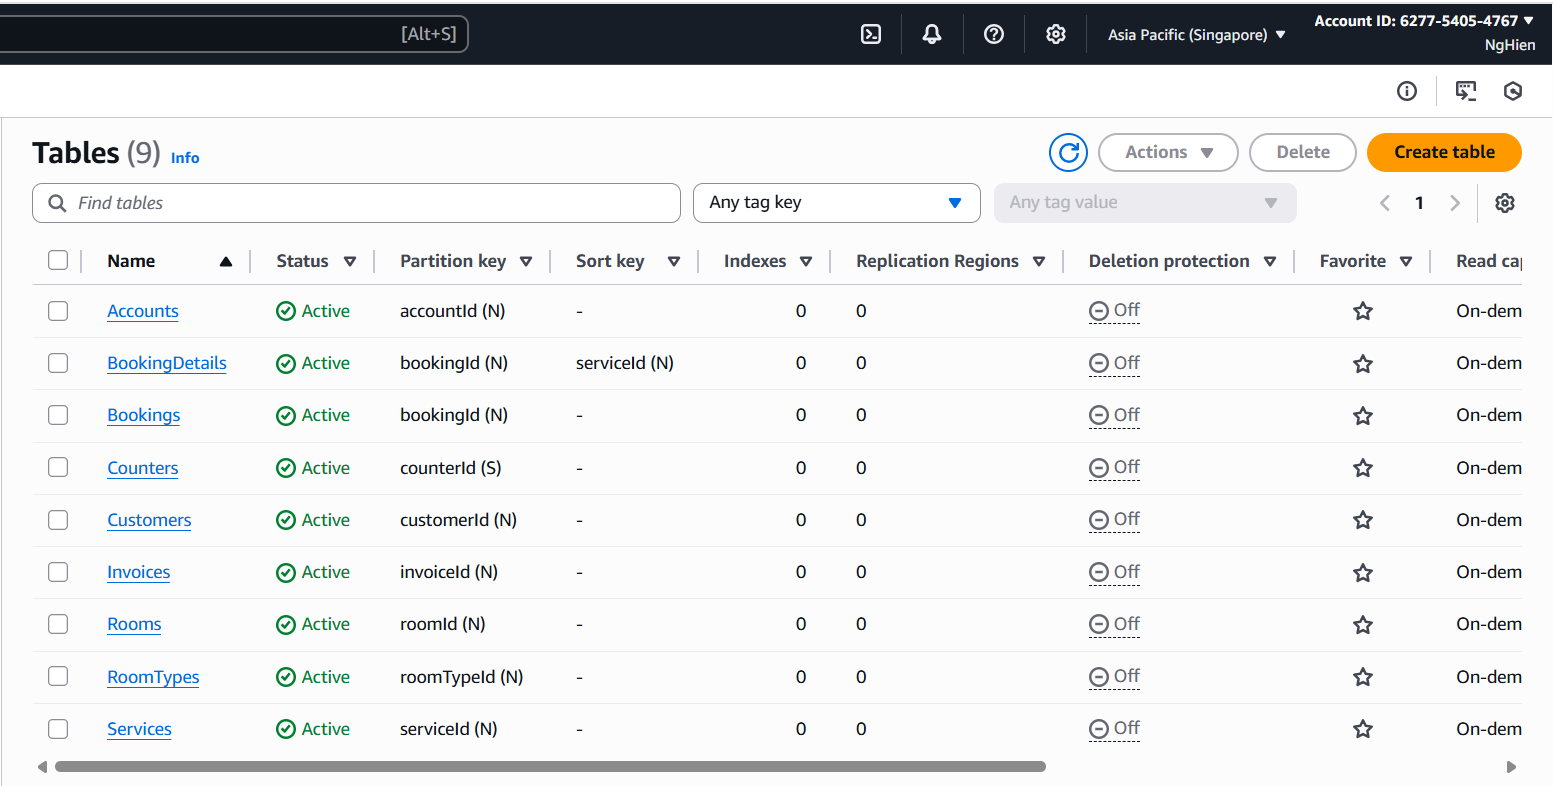 [Alt+S]
Asia Pacific (Singapore)
Account ID: 6277-5405-4767
NgHien
Tables (9) Info
Actions
Delete
Create table
Find tables
Any tag key
Any tag value
1
Name Status Partition key Sort key Indexes Replication Regions Deletion protection Favorite Read cap
Accounts Active accountId (N) - 0 0 Off On-dem
BookingDetails Active bookingId (N) serviceId (N) 0 0 Off On-dem
Bookings Active bookingId (N) - 0 0 Off On-dem
Counters Active counterId (S) - 0 0 Off On-dem
Customers Active customerId (N) - 0 0 Off On-dem
Invoices Active invoiceId (N) - 0 0 Off On-dem
Rooms Active roomId (N) - 0 0 Off On-dem
RoomTypes Active roomTypeId (N) - 0 0 Off On-dem
Services Active serviceId (N) - 0 0 Off On-dem